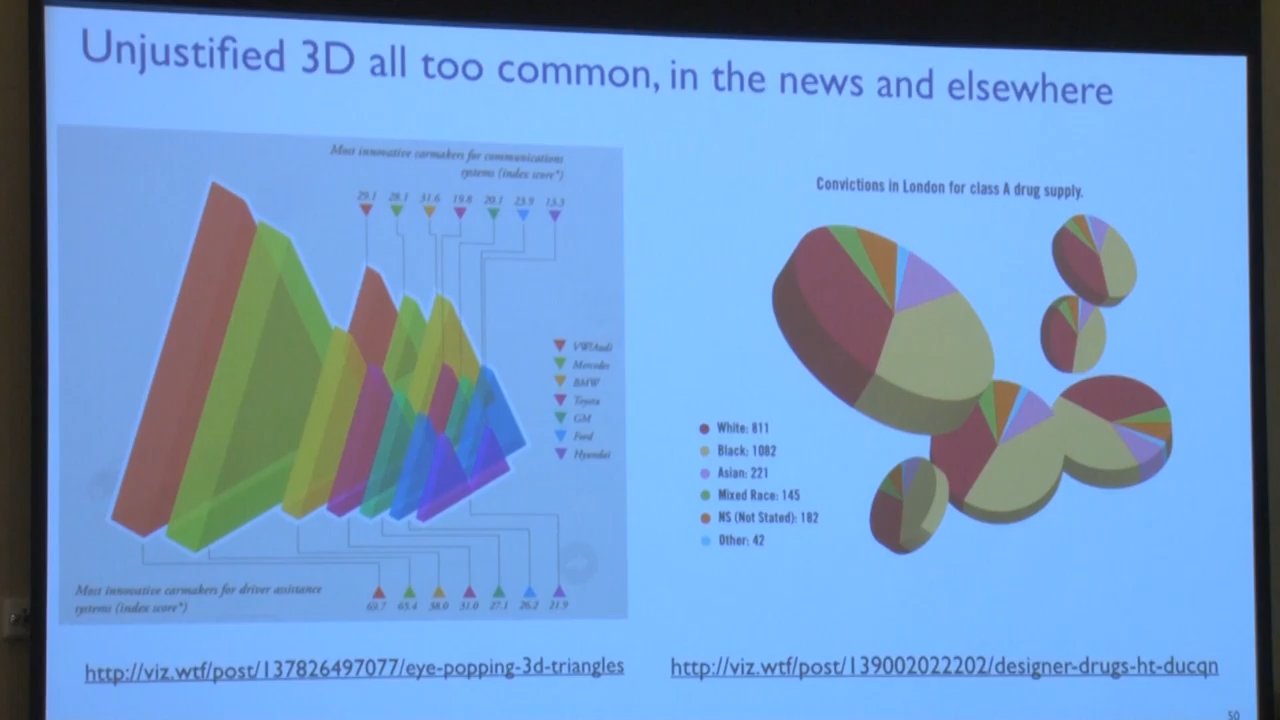 Unjustified 3D all too common, in the news and elsewhere
Most innovative carmakers for communications
systems (index score*)
29.1 28.1 31.6 19.8 20.1 23.9 13.3
VW/Audi
Mercedes
BMW
Toyota
GM
Ford
Hyundai
Most innovative carmakers for driver assistance
systems (index score*)
65.4 38.0 31.0 27.1 26.2 21.9
http://viz.wtf/post/137826497077/eye-popping-3d-triangles
Convictions in London for class A drug supply.
White: 811
Black: 1082
Asian: 221
Mixed Race: 145
NS (Not Stated): 182
Other: 42
http://viz.wtf/post/139002022202/designer-drugs-ht-ducqn
50